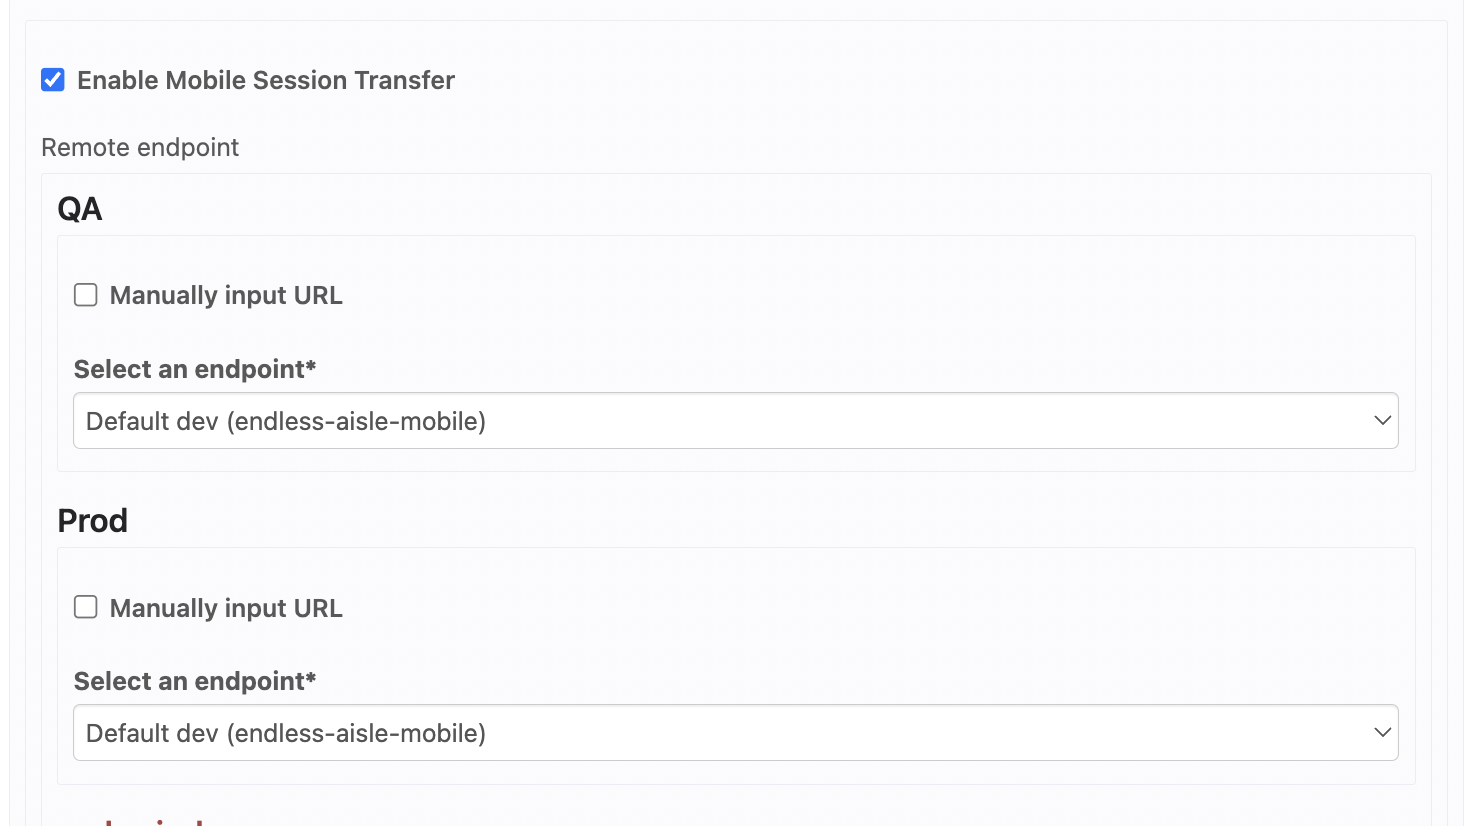 Enable Mobile Session Transfer
Remote endpoint
QA
Manually input URL
Select an endpoint*
Default dev (endless-aisle-mobile)
Prod
Manually input URL
Select an endpoint*
Default dev (endless-aisle-mobile)